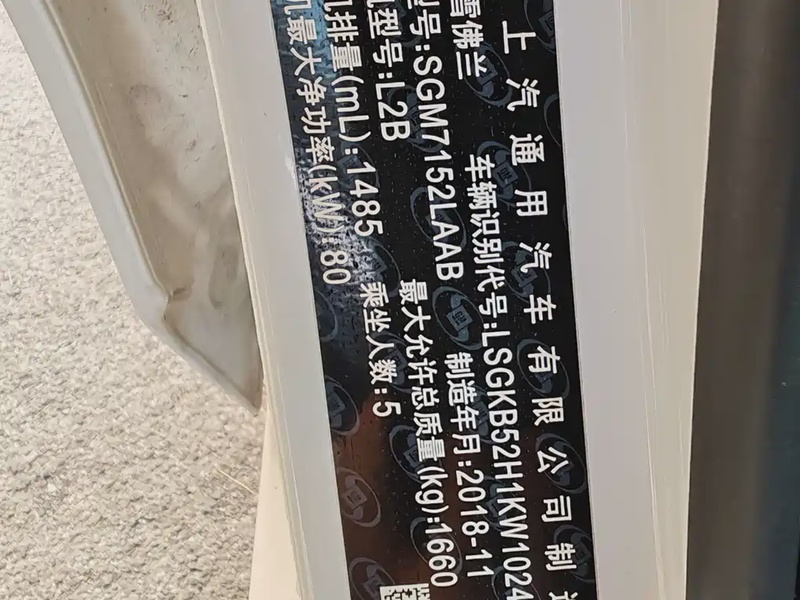 上汽通用汽车有限公司制造
雪佛兰 车辆识别代号:LSGKB52H1KW1024
型号:SGM7152LAAB 制造年月:2018-11
机型号:L2B 最大允许总质量(kg):1660
机排量(mL):1485 乘坐人数:5
机最大净功率(kW):80